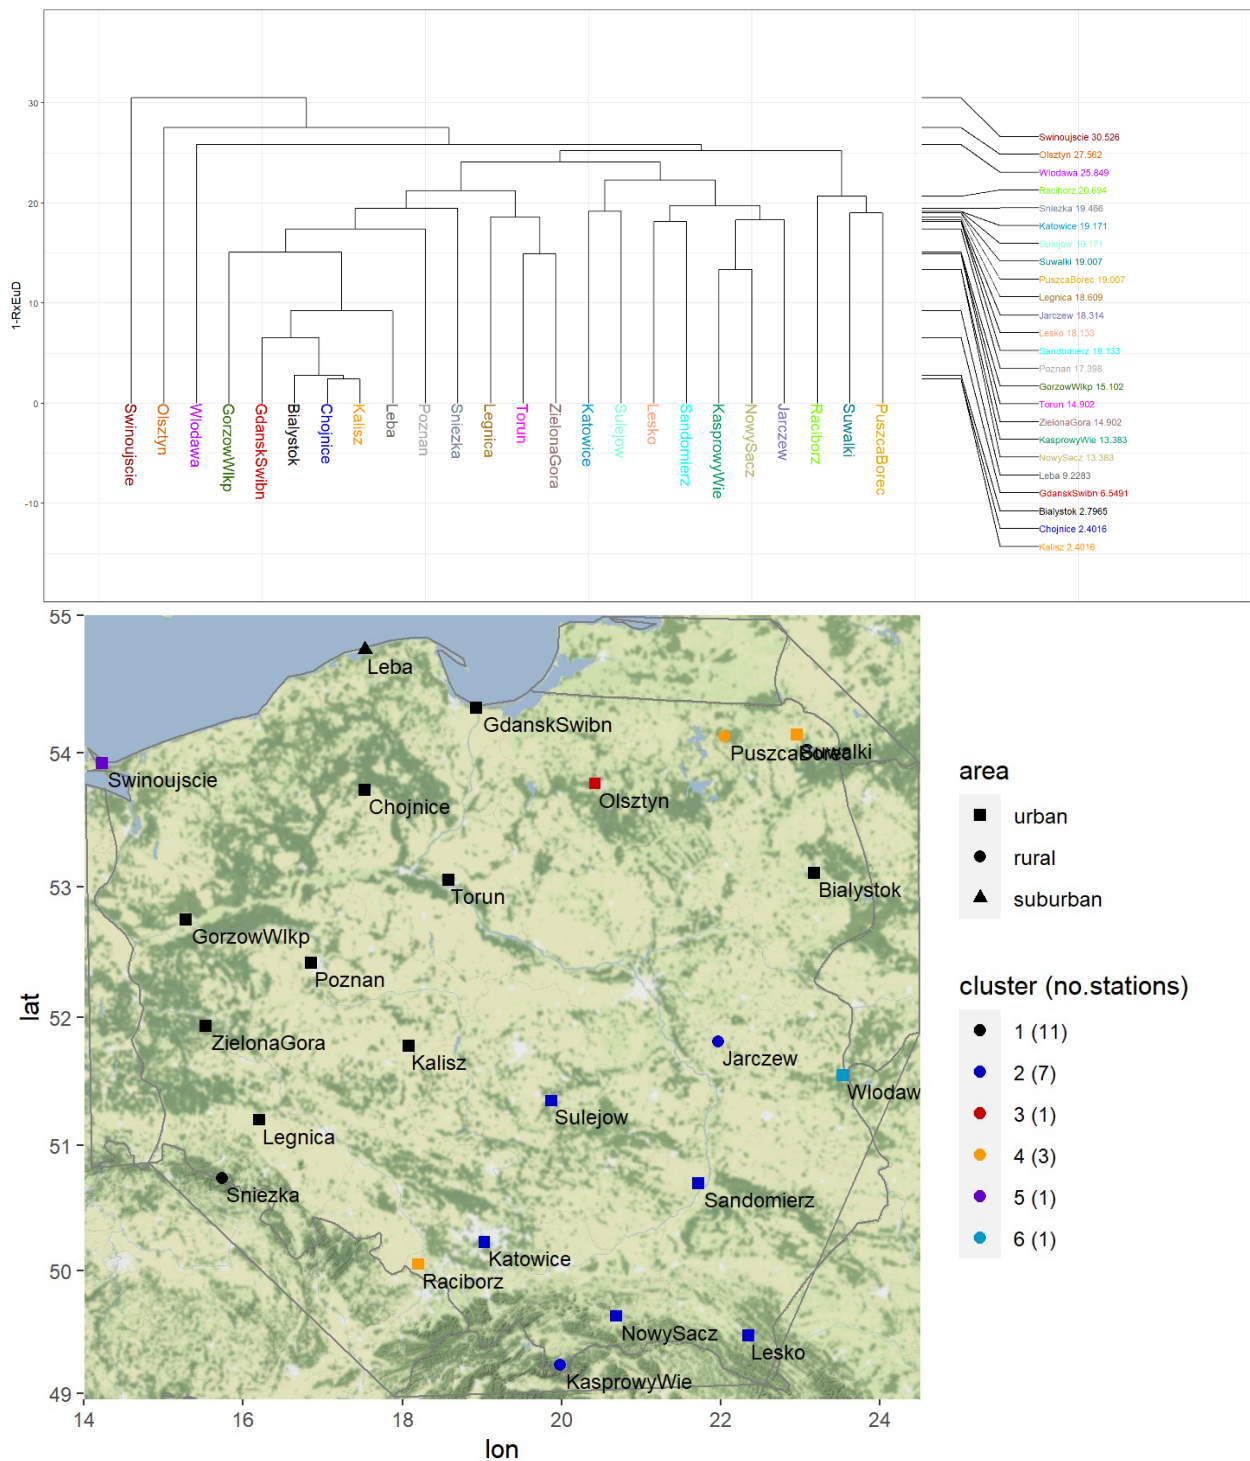 30
20
10
0
-10
1-RxEuD
Swinoujscie
Olsztyn
Wlodawa
GorzowWlkp
GdanskSwibn
Bialystok
Chojnice
Kalisz
Leba
Poznan
Sniezka
Legnica
Torun
ZielonaGora
Katowice
Sulejow
Lesko
Sandomierz
KasprowyWie
NowySacz
Jarczew
Raciborz
Suwalki
PuszcaBorec
Swinoujscie 30.526
Olsztyn 27.562
Wlodawa 25.849
Raciborz 20.694
Sniezka 19.466
Katowice 19.171
Sulejow 19.171
Suwalki 19.007
PuszcaBorec 19.007
Legnica 18.609
Jarczew 18.314
Lesko 18.133
Sandomierz 18.133
Poznan 17.398
GorzowWlkp 15.102
Torun 14.902
ZielonaGora 14.902
KasprowyWie 13.383
NowySacz 13.383
Leba 9.2283
GdanskSwibn 6.5491
Bialystok 2.7965
Chojnice 2.4016
Kalisz 2.4016
55
54
53
52
51
50
49
lat
Leba
GdanskSwibn
PuszcaBorec
Suwalki
Swinoujscie
Olsztyn
Chojnice
Bialystok
Torun
GorzowWlkp
Poznan
ZielonaGora
Kalisz
Jarczew
Wlodaw
Sulejow
Legnica
Sniezka
Sandomierz
Katowice
Raciborz
NowySacz
Lesko
KasprowyWie
14
16
18
20
22
24
lon
area
urban
rural
suburban
cluster (no.stations)
1 (11)
2 (7)
3 (1)
4 (3)
5 (1)
6 (1)